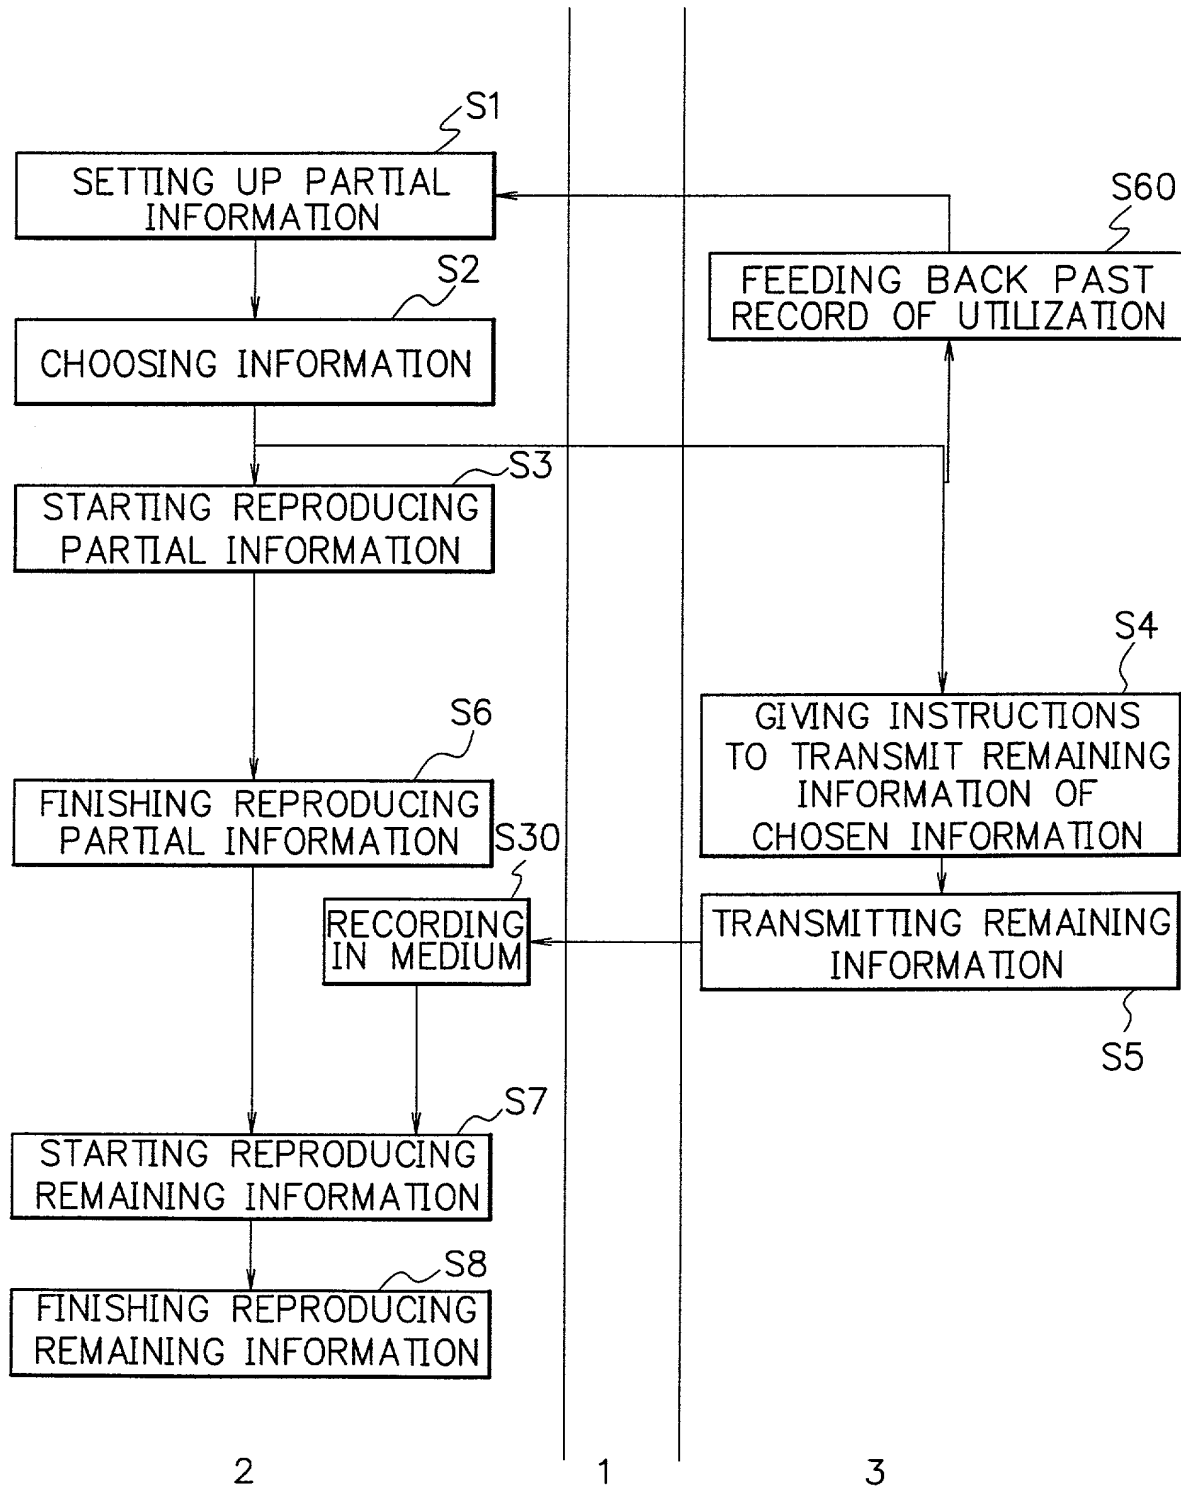 S1
SETTING UP PARTIAL
INFORMATION
S60
FEEDING BACK PAST
RECORD OF UTILIZATION
S2
CHOOSING INFORMATION
S3
STARTING REPRODUCING
PARTIAL INFORMATION
S4
GIVING INSTRUCTIONS
TO TRANSMIT REMAINING
INFORMATION OF
CHOSEN INFORMATION
S6
FINISHING REPRODUCING
PARTIAL INFORMATION
S30
RECORDING
IN MEDIUM
TRANSMITTING REMAINING
INFORMATION
S5
S7
STARTING REPRODUCING
REMAINING INFORMATION
S8
FINISHING REPRODUCING
REMAINING INFORMATION
2
1
3